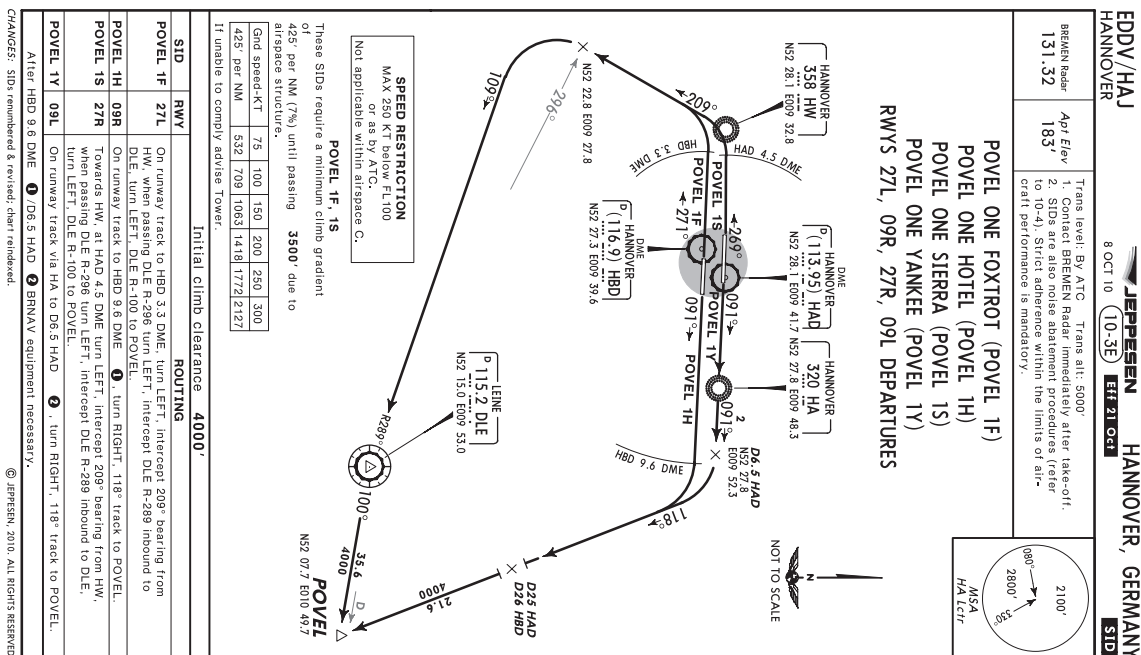 EDDV/HAJ
HANNOVER
JEPPESEN
8 OCT 10
10-3E
Eff 21 Oct
HANNOVER, GERMANY
SID
BREMEN Radar
131.32
Apt Elev
183'
Trans level: By ATC Trans alt: 5000'
1. Contact BREMEN Radar immediately after take-off.
2. SIDs are also noise abatement procedures (refer
to 10-4). Strict adherence within the limits of air-
craft performance is mandatory.
2100'
080°
2800'
330°
MSA
HA Lctr
POVEL ONE FOXTROT (POVEL 1F)
POVEL ONE HOTEL (POVEL 1H)
POVEL ONE SIERRA (POVEL 1S)
POVEL ONE YANKEE (POVEL 1Y)
RWYS 27L, 09R, 27R, 09L DEPARTURES
N
NOT TO SCALE
HANNOVER
358 HW
N52 28.1 E009 32.8
DME
HANNOVER
D (113.95) HAD
N52 28.1 E009 41.7
HANNOVER
320 HA
N52 27.8 E009 48.3
D6.5 HAD
N52 27.8
E009 52.3
HAD 4.5 DME
HBD 3.3 DME
POVEL 1S
269°
POVEL 1F
271°
091°
POVEL 1Y
091°
POVEL 1H
2
091°
HBD 9.6 DME
118°
DME
HANNOVER
D (116.9) HBD
N52 27.3 E009 39.6
209°
N52 22.8 E009 27.8
296°
109°
LEINE
D 115.2 DLE
N52 15.0 E009 53.0
R289°
100°
35.6
4000
D
D25 HAD
D26 HBD
21.6
4000
POVEL
N52 07.7 E010 49.7
SPEED RESTRICTION
MAX 250 KT below FL 100
or as by ATC.
Not applicable within airspace C.
POVEL 1F, 1S
These SIDs require a minimum climb gradient
of
425' per NM (7%) until passing 3500' due to
airspace structure.
Gnd speed-KT 75 100 150 200 250 300
425' per NM 532 709 1063 1418 1772 2127
If unable to comply advise Tower.
Initial climb clearance 4000'
SID RWY ROUTING
POVEL 1F 27L On runway track to HBD 3.3 DME, turn LEFT, intercept 209° bearing from
HW, when passing DLE R-296 turn LEFT, intercept DLE R-289 inbound to
DLE, turn LEFT, DLE R-100 to POVEL.
POVEL 1H 09R On runway track to HBD 9.6 DME 1, turn RIGHT, 118° track to POVEL.
POVEL 1S 27R Towards HW, at HAD 4.5 DME turn LEFT, intercept 209° bearing from HW,
when passing DLE R-296 turn LEFT, intercept DLE R-289 inbound to DLE,
turn LEFT, DLE R-100 to POVEL.
POVEL 1Y 09L On runway track via HA to D6.5 HAD 2, turn RIGHT, 118° track to POVEL.
After HBD 9.6 DME 1/D6.5 HAD 2 BRNAV equipment necessary.
CHANGES: SIDs renumbered & revised; chart reindexed.
© JEPPESEN, 2010. ALL RIGHTS RESERVED